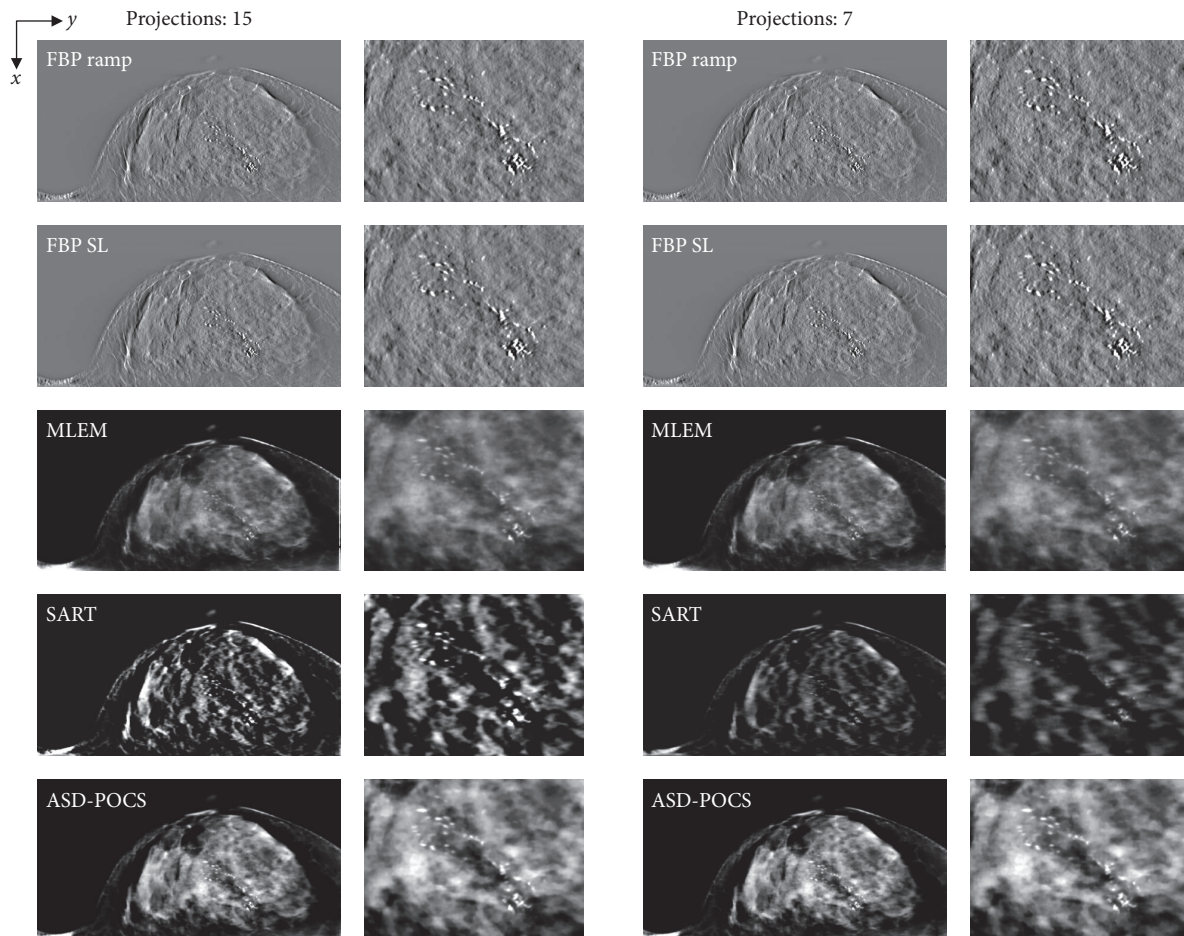 y
x
Projections: 15
Projections: 7
FBP ramp
FBP ramp
FBP SL
FBP SL
MLEM
MLEM
SART
SART
ASD-POCS
ASD-POCS